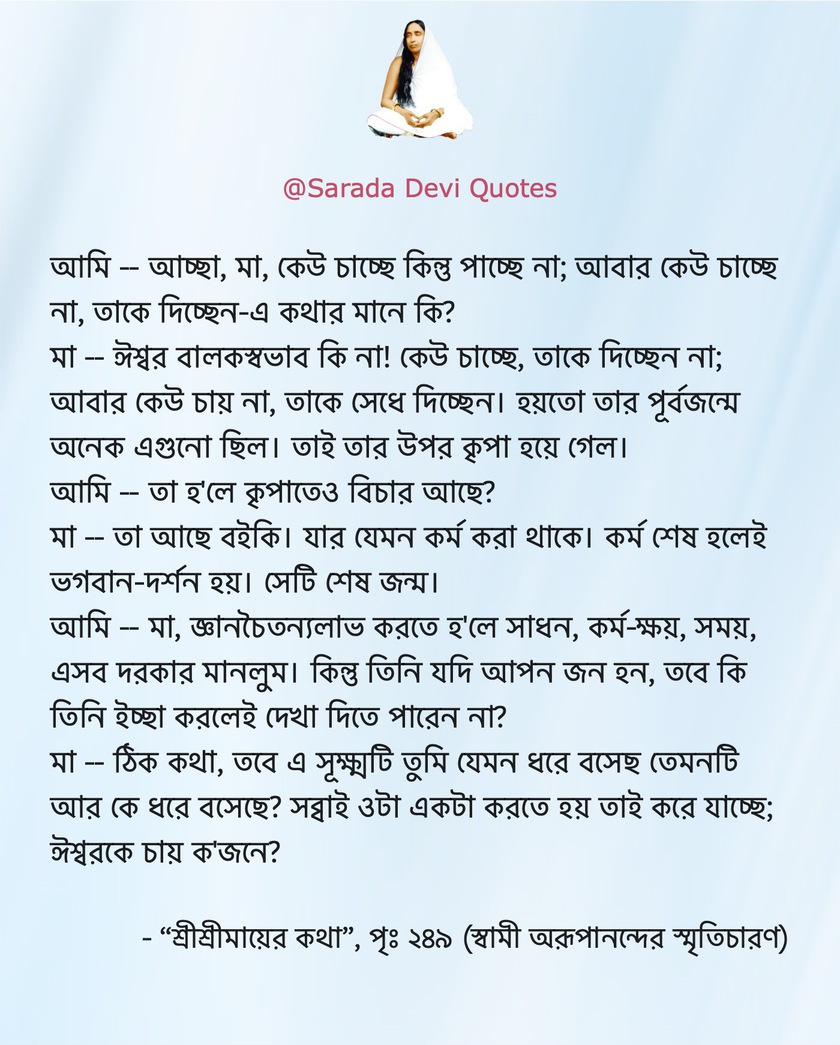 @Sarada Devi Quotes
আমি -- আচ্ছা, মা, কেউ চাচ্ছে কিন্তু পাচ্ছে না; আবার কেউ চাচ্ছে
না, তাকে দিচ্ছেন-এ কথার মানে কি?
মা -- ঈশ্বর বালকস্বভাব কি না! কেউ চাচ্ছে, তাকে দিচ্ছেন না;
আবার কেউ চায় না, তাকে সেধে দিচ্ছেন। হয়তো তার পূর্বজন্মে
অনেক এগুনো ছিল। তাই তার উপর কৃপা হয়ে গেল।
আমি -- তা হ'লে কৃপাতেও বিচার আছে?
মা -- তা আছে বইকি। যার যেমন কর্ম করা থাকে। কর্ম শেষ হলেই
ভগবান-দর্শন হয়। সেটি শেষ জন্ম।
আমি -- মা, জ্ঞানচৈতন্যলাভ করতে হ'লে সাধন, কর্ম-ক্ষয়, সময়,
এসব দরকার মানলুম। কিন্তু তিনি যদি আপন জন হন, তবে কি
তিনি ইচ্ছা করলেই দেখা দিতে পারেন না?
মা -- ঠিক কথা, তবে এ সূক্ষ্মটি তুমি যেমন ধরে বসেছ তেমনটি
আর কে ধরে বসেছে? সব্বাই ওটা একটা করতে হয় তাই করে যাচ্ছে;
ঈশ্বরকে চায় ক'জনে?
- “শ্রীশ্রীমায়ের কথা”, পৃঃ ২৪৯ (স্বামী অরূপানন্দের স্মৃতিচারণ)